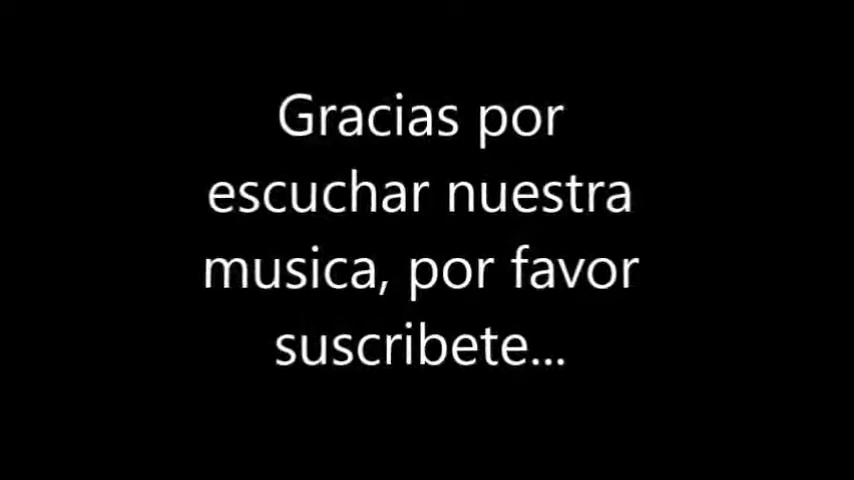 Gracias por
escuchar nuestra
musica, por favor
suscribete...